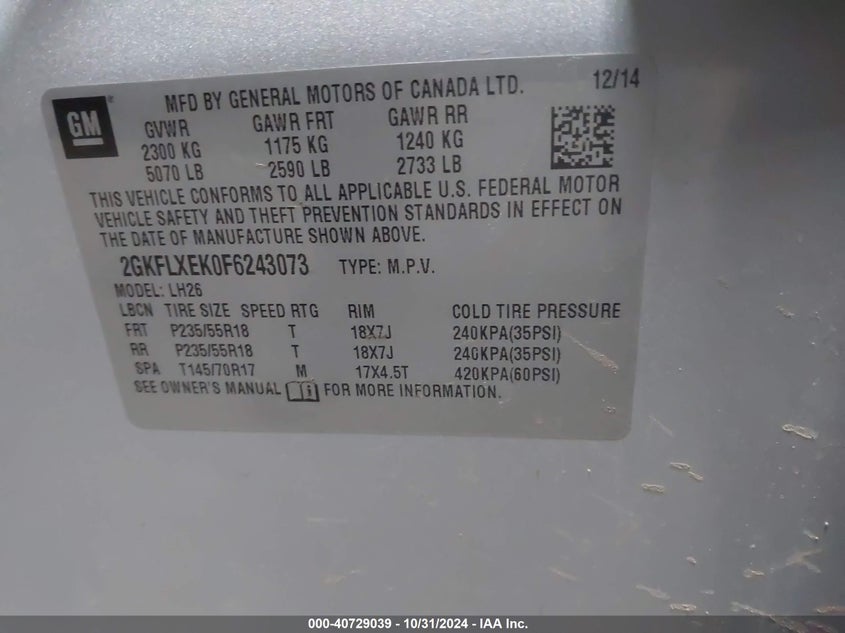 GM
MFD BY GENERAL MOTORS OF CANADA LTD. 12/14
GVWR GAWR FRT GAWR RR
2300 KG 1175 KG 1240 KG
5070 LB 2590 LB 2733 LB
THIS VEHICLE CONFORMS TO ALL APPLICABLE U.S. FEDERAL MOTOR
VEHICLE SAFETY AND THEFT PREVENTION STANDARDS IN EFFECT ON
THE DATE OF MANUFACTURE SHOWN ABOVE.
2GKFLXEK0F6243073 TYPE: M.P.V.
MODEL: LH26
LBCN TIRE SIZE SPEED RTG RIM COLD TIRE PRESSURE
FRT P235/55R18 T 18X7J 240KPA(35PSI)
RR P235/55R18 T 18X7J 240KPA(35PSI)
SPA T145/70R17 M 17X4.5T 420KPA(60PSI)
SEE OWNER'S MANUAL FOR MORE INFORMATION.
000-40729039 - 10/31/2024 - IAA Inc.